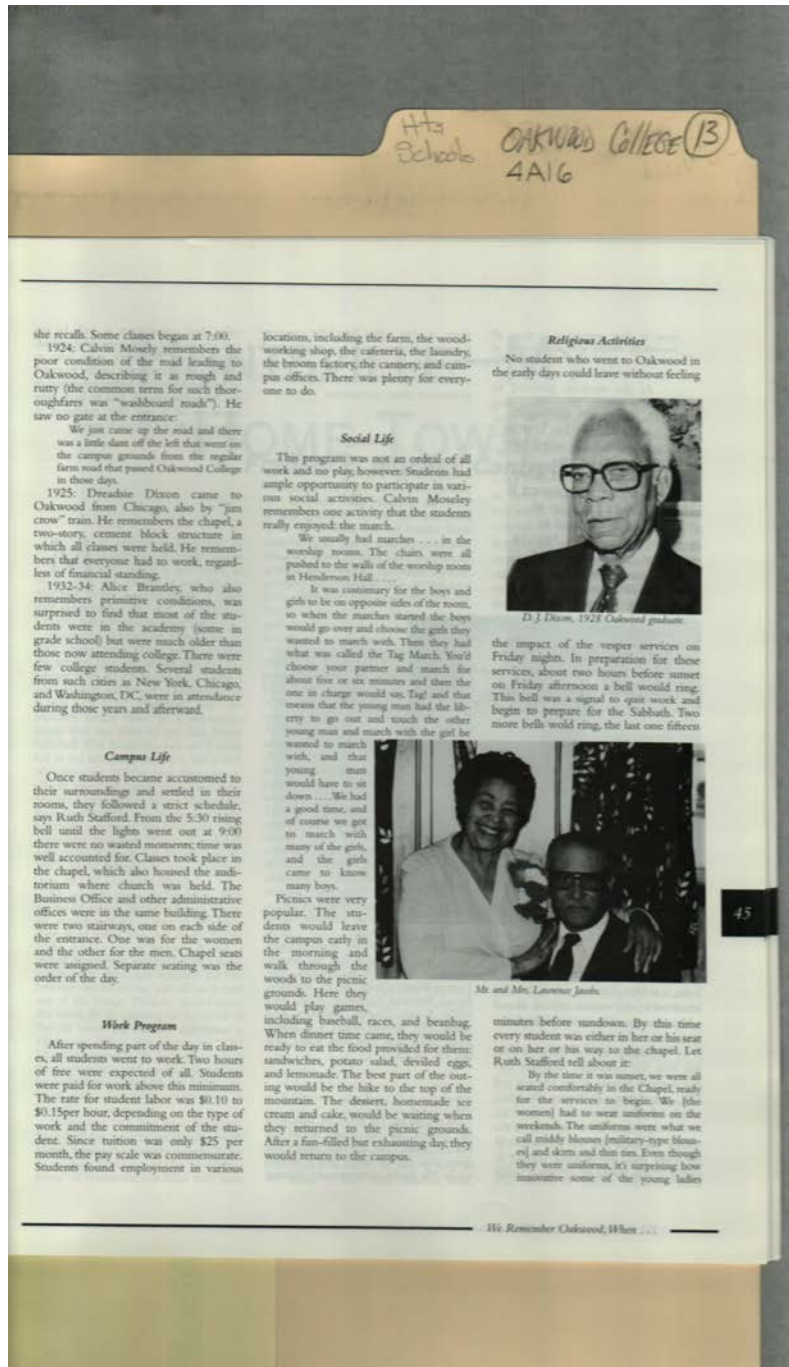 Hts
Schools
OAKWOOD COllEGE 13
4A16
she recalls. Some classes began at 7:00.
1924: Calvin Mosely remembers the
poor condition of the road leading to
Oakwood, describing it as rough and
rutty (the common term for such thor-
oughfares was "washboard roads"). He
saw no gate at the entrance:
We just came up the road and there
was a little slant off the left that went on
the campus grounds from the regular
farm road that passed Oakwood College
in those days.
1925: Dreadsie Dixon came to
Oakwood from Chicago, also by "jim
crow" train. He remembers the chapel, a
two-story, cement block structure in
which all classes were held. He remem-
bers that everyone had to work, regard-
less of financial standing.
1932-34: Alice Brantley, who also
remembers primitive conditions, was
surprised to find that most of the stu-
dents were in the academy (some in
grade school) but were much older than
those now attending college. There were
few college students. Several students
from such cities as New York, Chicago,
and Washington, DC, were in attendance
during those years and afterward.
Campus Life
Once students became accustomed to
their surroundings and settled in their
rooms, they followed a strict schedule,
says Ruth Stafford. From the 5:30 rising
bell until the lights went out at 9:00
there were no wasted moments; time was
well accounted for. Classes took place in
the chapel, which also housed the audi-
torium where church was held. The
Business Office and other administrative
offices were in the same building. There
were two stairways, one on each side of
the entrance. One was for the women
and the other for the men. Chapel seats
were assigned. Separate seating was the
order of the day.
Work Program
After spending part of the day in class-
es, all students went to work. Two hours
of free were expected of all. Students
were paid for work above this minimum.
The rate for student labor was $0.10 to
$0.15per hour, depending on the type of
work and the commitment of the stu-
dent. Since tuition was only $25 per
month, the pay scale was commensurate.
Students found employment in various
locations, including the farm, the wood-
working shop, the cafeteria, the laundry,
the broom factory, the cannery, and cam-
pus offices. There was plenty for every-
one to do.
Social Life
This program was not an ordeal of all
work and no play, however. Students had
ample opportunity to participate in vari-
ous social activities. Calvin Moseley
remembers one activity that the students
really enjoyed: the march.
We usually had marches . . . in the
worship rooms. The chairs were all
pushed to the walls of the worship room
in Henderson Hall . . . .
It was customary for the boys and
girls to be on opposite sides of the room,
so when the marches started the boys
would go over and choose the girls they
wanted to march with. Then they had
what was called the Tag March. You'd
choose your partner and march for
about five or six minutes and then the
one in charge would say, Tag! and that
means that the young man had the lib-
erty to go out and touch the other
young man and march with the girl he
wanted to march
with, and that
young man
would have to sit
down . . . . We had
a good time, and
of course we got
to march with
many of the girls,
and the girls
came to know
many boys.
Picnics were very
popular. The stu-
dents would leave
the campus early in
the morning and
walk through the
woods to the picnic
grounds. Here they
would play games,
including baseball, races, and beanbag.
When dinner time came, they would be
ready to eat the food provided for them:
sandwiches, potato salad, deviled eggs,
and lemonade. The best part of the out-
ing would be the hike to the top of the
mountain. The dessert, homemade ice
cream and cake, would be waiting when
they returned to the picnic grounds.
After a fun-filled but exhausting day, they
would return to the campus.
Religious Activities
No student who went to Oakwood in
the early days could leave without feeling
D. J. Dixon, 1928 Oakwood graduate.
the impact of the vesper services on
Friday nights. In preparation for these
services, about two hours before sunset
on Friday afternoon a bell would ring.
This bell was a signal to quit work and
begin to prepare for the Sabbath. Two
more bells wold ring, the last one fifteen
Mr. and Mrs. Lawrence Jacobs.
minutes before sundown. By this time
every student was either in her or his seat
or on her or his way to the chapel. Let
Ruth Stafford tell about it:
By the time it was sunset, we were all
seated comfortably in the Chapel, ready
for the services to begin. We [the
women] had to wear uniforms on the
weekends. The uniforms were what we
call middy blouses [military-type blous-
es] and skirts and thin ties. Even though
they were uniforms, it's surprising how
innovative some of the young ladies
45
We Remember Oakwood, When . . .